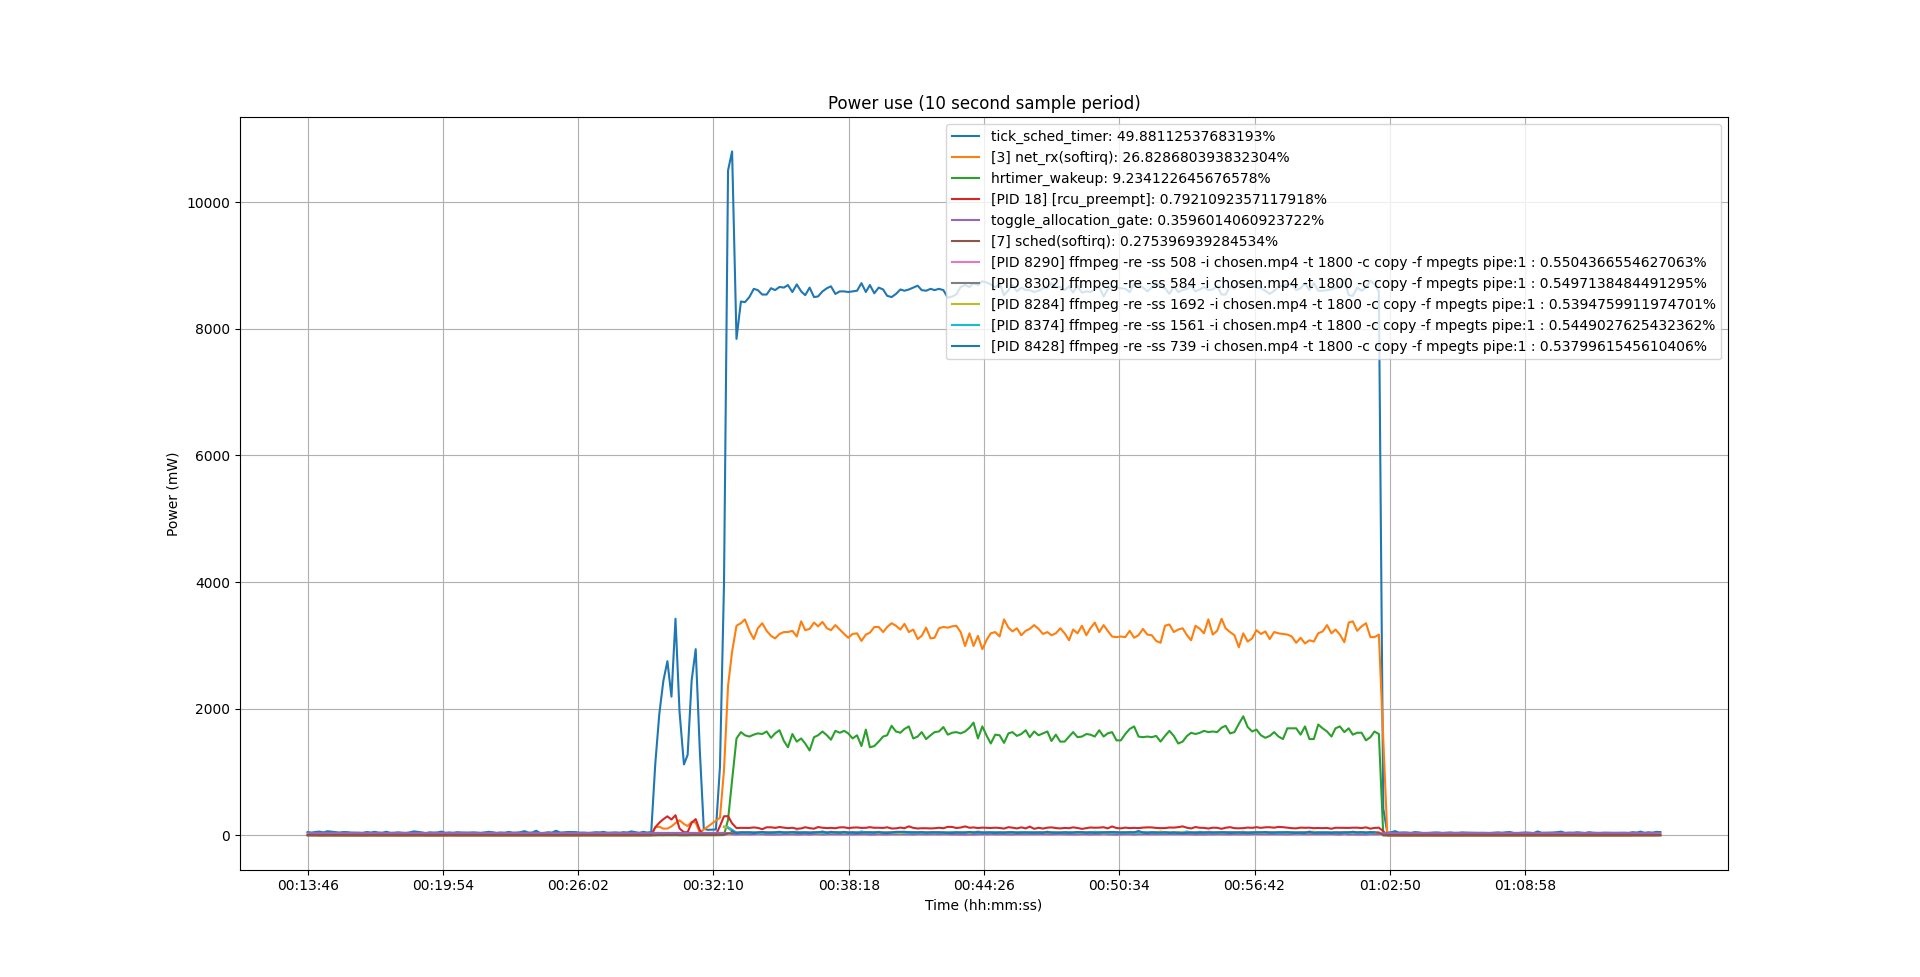 Power use (10 second sample period)
tick_sched_timer: 49.88112537683193%
[3] net_rx(softirq): 26.828680393832304%
hrtimer_wakeup: 9.234122645676578%
[PID 18] [rcu_preempt]: 0.7921092357117918%
toggle_allocation_gate: 0.3596014060923722%
[7] sched(softirq): 0.275396939284534%
[PID 8290] ffmpeg -re -ss 508 -i chosen.mp4 -t 1800 -c copy -f mpegts pipe:1 : 0.5504366554627063%
[PID 8302] ffmpeg -re -ss 584 -i chosen.mp4 -t 1800 -c copy -f mpegts pipe:1 : 0.5497138484491295%
[PID 8284] ffmpeg -re -ss 1692 -i chosen.mp4 -t 1800 -c copy -f mpegts pipe:1 : 0.5394759911974701%
[PID 8374] ffmpeg -re -ss 1561 -i chosen.mp4 -t 1800 -c copy -f mpegts pipe:1 : 0.5449027625432362%
[PID 8428] ffmpeg -re -ss 739 -i chosen.mp4 -t 1800 -c copy -f mpegts pipe:1 : 0.5379961545610406%
Power (mW)
10000
8000
6000
4000
2000
0
00:13:46 00:19:54 00:26:02 00:32:10 00:38:18 00:44:26 00:50:34 00:56:42 01:02:50 01:08:58
Time (hh:mm:ss)